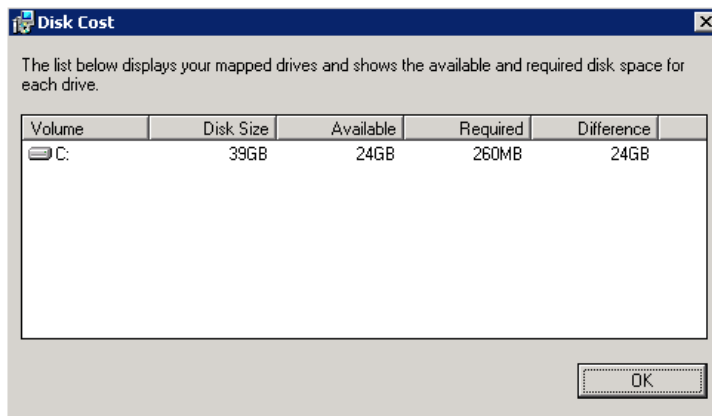 Disk Cost
The list below displays your mapped drives and shows the available and required disk space for
each drive.
Volume Disk Size Available Required Difference
C: 39GB 24GB 260MB 24GB
OK